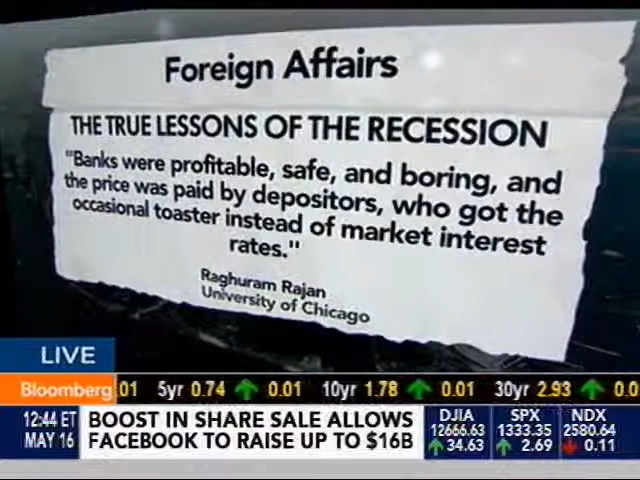 Foreign Affairs
THE TRUE LESSONS OF THE RECESSION
"Banks were profitable, safe, and boring, and
the price was paid by depositors, who got the
occasional toaster instead of market interest
rates."
Raghuram Rajan
University of Chicago
LIVE
Bloomberg .01 5yr 0.74 0.01 10yr 1.78 0.01 30yr 2.93 0.0
12:44 ET
MAY 16
BOOST IN SHARE SALE ALLOWS
FACEBOOK TO RAISE UP TO $16B
DJIA
12666.63
34.63
SPX
1333.35
2.69
NDX
2580.64
0.11